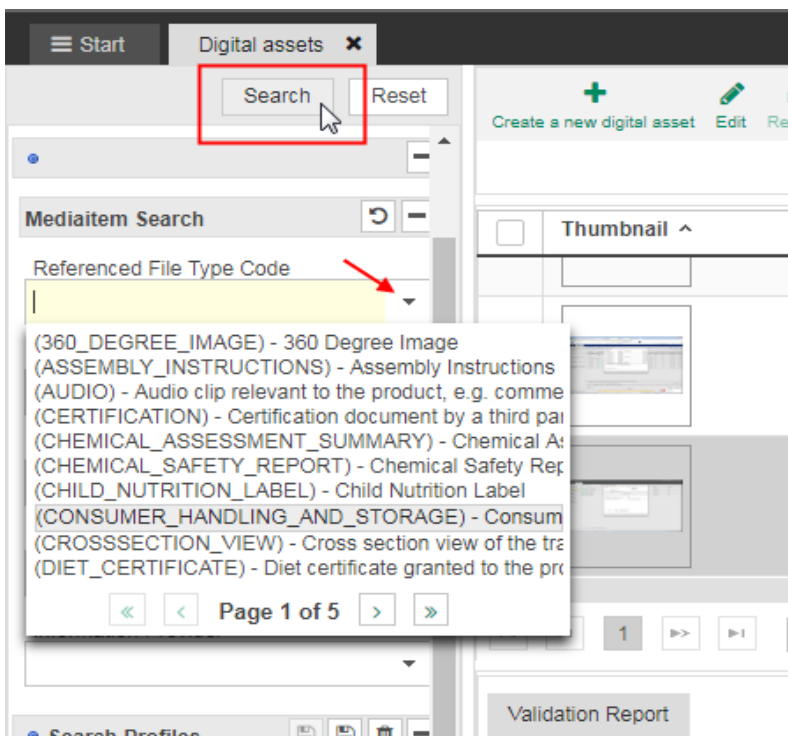 Start
Digital assets
Search
Reset
Create a new digital asset
Edit
Mediaitem Search
Thumbnail
Referenced File Type Code
(360_DEGREE_IMAGE) - 360 Degree Image
(ASSEMBLY_INSTRUCTIONS) - Assembly Instructions
(AUDIO) - Audio clip relevant to the product, e.g. comme
(CERTIFICATION) - Certification document by a third par
(CHEMICAL_ASSESSMENT_SUMMARY) - Chemical As
(CHEMICAL_SAFETY_REPORT) - Chemical Safety Rep
(CHILD_NUTRITION_LABEL) - Child Nutrition Label
(CONSUMER_HANDLING_AND_STORAGE) - Consum
(CROSSSECTION_VIEW) - Cross section view of the tra
(DIET_CERTIFICATE) - Diet certificate granted to the pro
Page 1 of 5
1
Validation Report
Search Profiles